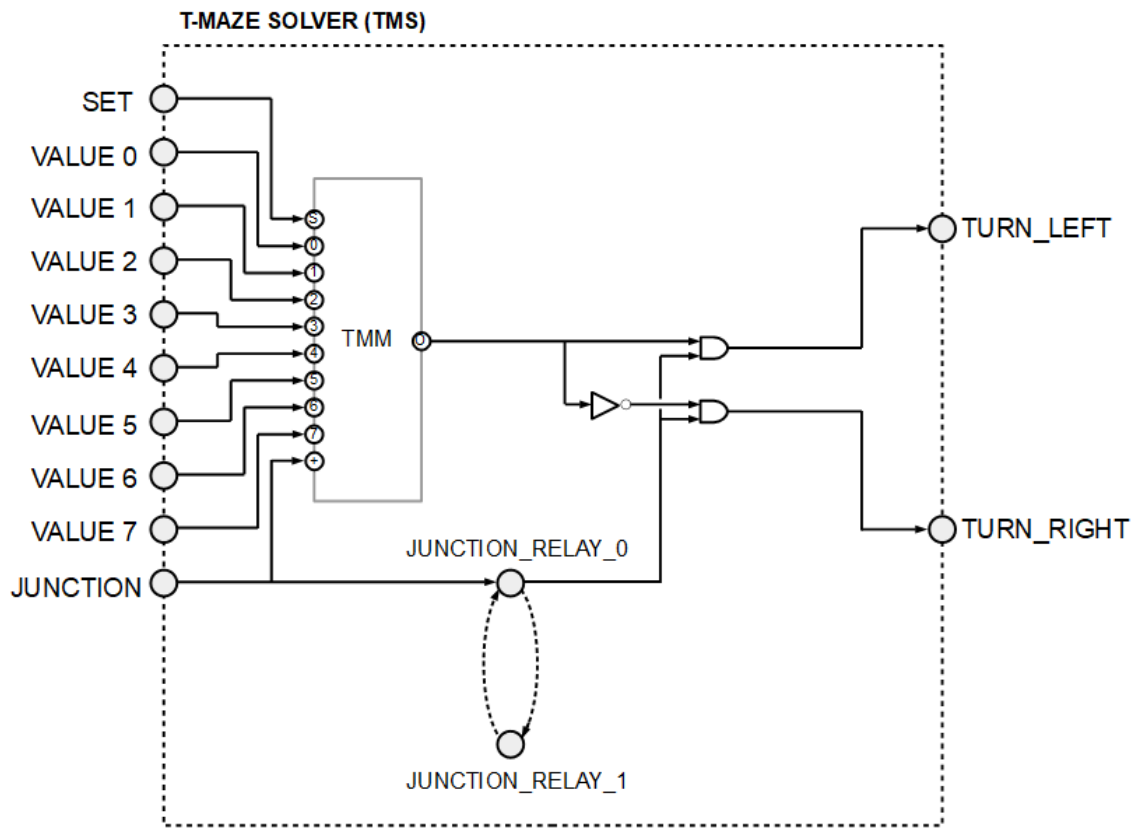 T-MAZE SOLVER (TMS)
SET
VALUE 0
VALUE 1
VALUE 2
VALUE 3
VALUE 4
VALUE 5
VALUE 6
VALUE 7
JUNCTION
S
0
1
2
3
4
5
6
7
+
TMM
O
TURN_LEFT
TURN_RIGHT
JUNCTION_RELAY_0
JUNCTION_RELAY_1